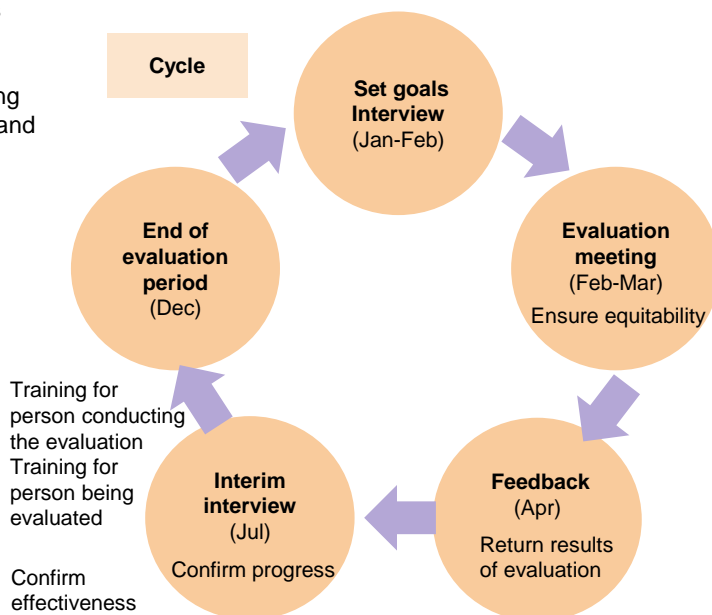 ng
and
Cycle
Set goals
Interview
(Jan-Feb)
Evaluation
meeting
(Feb-Mar)
Ensure equitability
Feedback
(Apr)
Return results
of evaluation
Interim
interview
(Jul)
Confirm progress
End of
evaluation
period
(Dec)
Training for
person conducting
the evaluation
Training for
person being
evaluated
Confirm
effectiveness